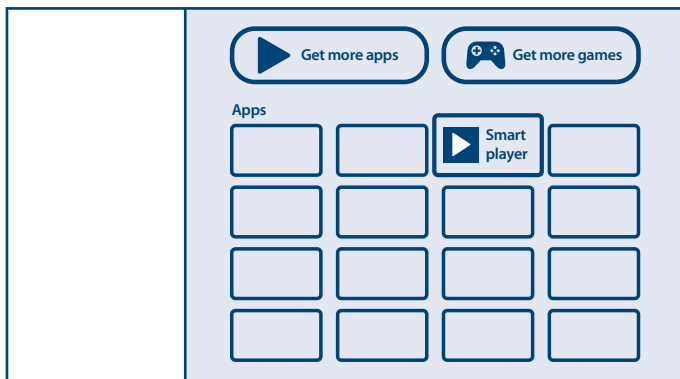 Get more apps
Get more games
Apps
Smart
player